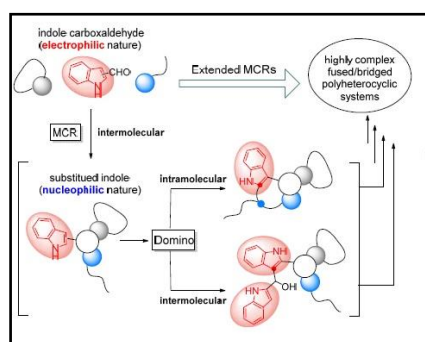 indole carboxaldehyde
(electrophilic nature)
CHO
N
H
Extended MCRs
highly complex
fused/bridged
polyheterocyclic
systems
MCR
intermolecular
substitued indole
(nucleophilic nature)
N
H
Domino
intramolecular
HN
intermolecular
NH
OH
NH